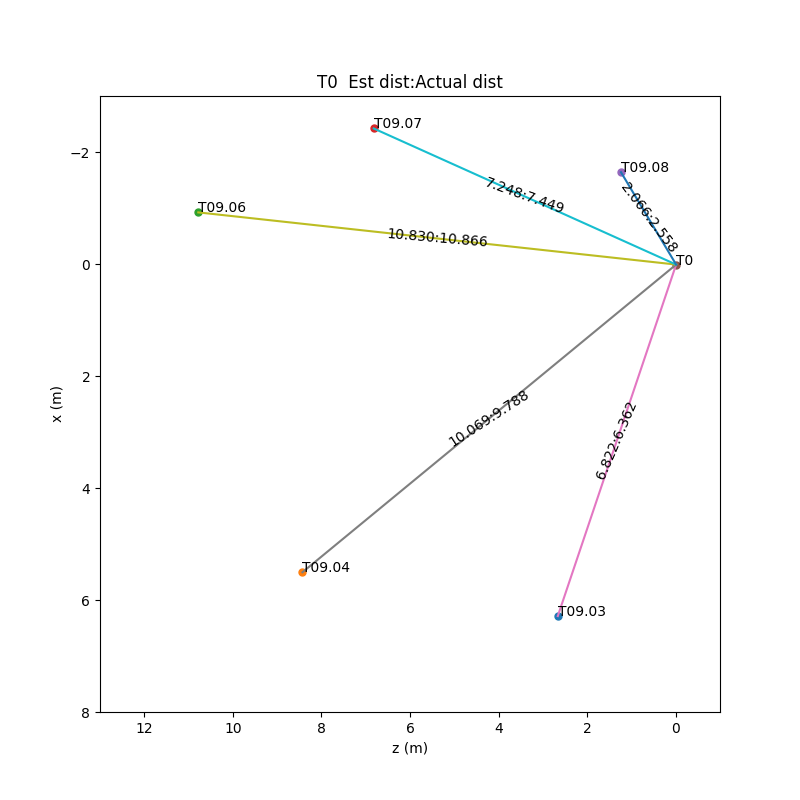 T0  Est dist:Actual dist
T09.07
T09.08
7.248:7.449
2.066:2.558
T09.06
10.830:10.866
T0
10.069:9.788
6.822:6.362
T09.04
T09.03
−2
0
2
4
6
8
x (m)
12 10 8 6 4 2 0
z (m)